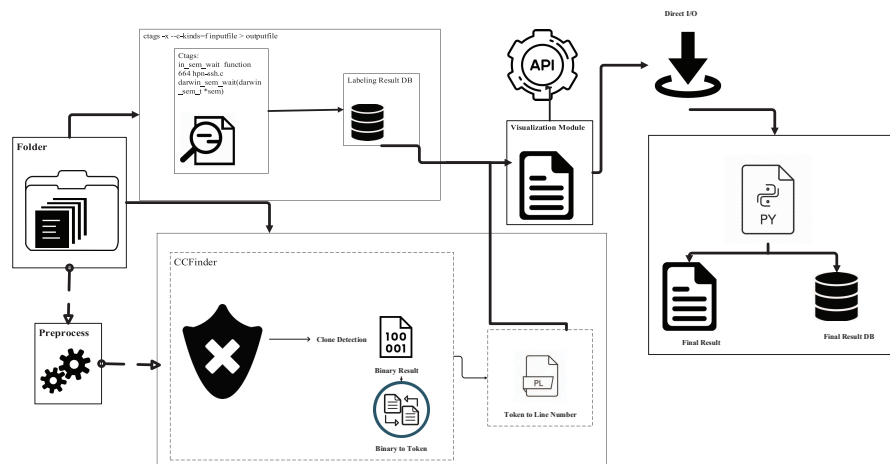 Direct I/O
ctags -x --c-kinds=f inputfile > outputfile
Ctags:
in_sem_wait function
664 hpn-ssh.c
darwin_sem_wait(darwin
_sem_t *sem)
Labeling Result DB
API
Visualization Module
Folder
PY
Final Result
Final Result DB
CCFinder
Preprocess
Clone Detection
100
001
Binary Result
Binary to Token
PL
Token to Line Number